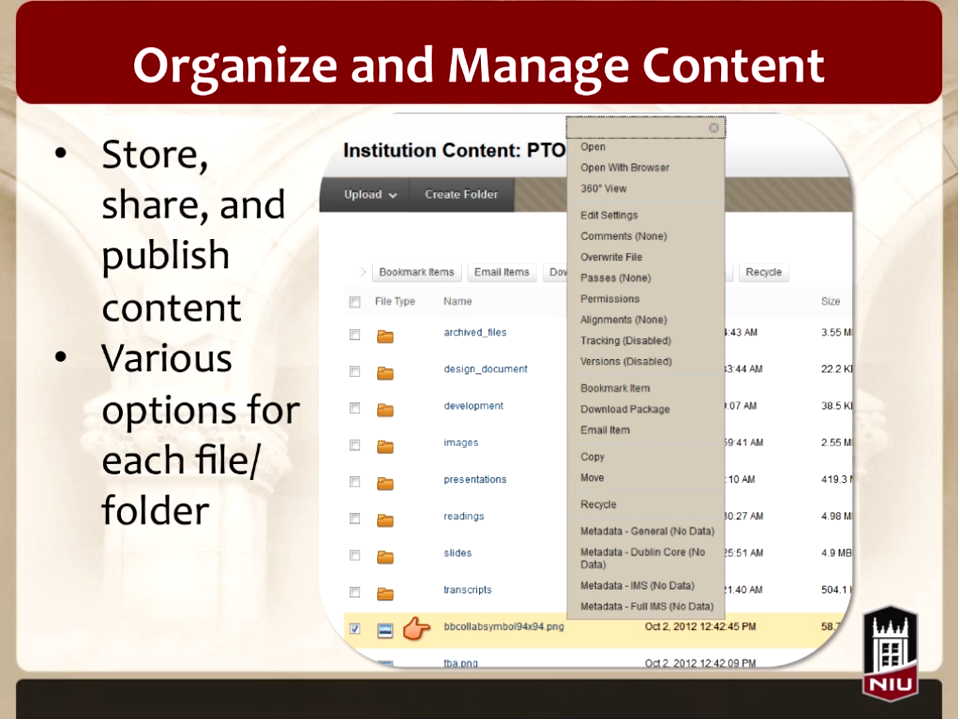 Organize and Manage Content
• Store,
share, and
publish
content
• Various
options for
each file/
folder
Institution Content: PTO
Upload
Create Folder
Bookmark Items
Email Items
Recycle
File Type
Name
Size
archived_files
:43 AM
3.55 M
design_document
33:44 AM
22.2 K
development
:07 AM
38.5 K
images
59:41 AM
2.55 M
presentations
:10 AM
419.3
readings
30:27 AM
4.98 M
slides
25:51 AM
4.9 MB
transcripts
21:40 AM
504.1
bbcollabsymbol94x94.png
Oct 2, 2012 12:42:45 PM
58.7
tba.png
Oct 2, 2012 12:42:09 PM
Open
Open With Browser
360° View
Edit Settings
Comments (None)
Overwrite File
Passes (None)
Permissions
Alignments (None)
Tracking (Disabled)
Versions (Disabled)
Bookmark Item
Download Package
Email Item
Copy
Move
Recycle
Metadata - General (No Data)
Metadata - Dublin Core (No
Data)
Metadata - IMS (No Data)
Metadata - Full IMS (No Data)
NIU